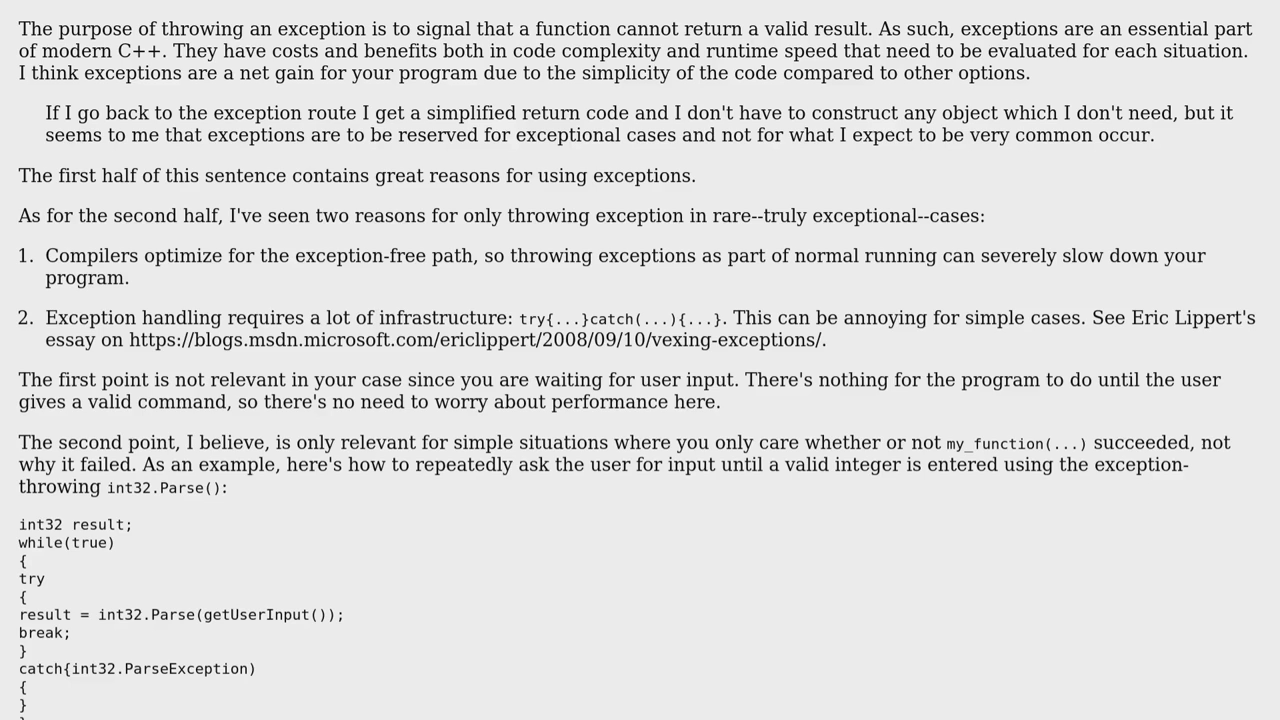 The purpose of throwing an exception is to signal that a function cannot return a valid result. As such, exceptions are an essential part
of modern C++. They have costs and benefits both in code complexity and runtime speed that need to be evaluated for each situation.
I think exceptions are a net gain for your program due to the simplicity of the code compared to other options.
If I go back to the exception route I get a simplified return code and I don't have to construct any object which I don't need, but it
seems to me that exceptions are to be reserved for exceptional cases and not for what I expect to be very common occur.
The first half of this sentence contains great reasons for using exceptions.
As for the second half, I've seen two reasons for only throwing exception in rare--truly exceptional--cases:
1. Compilers optimize for the exception-free path, so throwing exceptions as part of normal running can severely slow down your
program.
2. Exception handling requires a lot of infrastructure: try{...}catch(...){...}. This can be annoying for simple cases. See Eric Lippert's
essay on https://blogs.msdn.microsoft.com/ericlippert/2008/09/10/vexing-exceptions/.
The first point is not relevant in your case since you are waiting for user input. There's nothing for the program to do until the user
gives a valid command, so there's no need to worry about performance here.
The second point, I believe, is only relevant for simple situations where you only care whether or not my_function(...) succeeded, not
why it failed. As an example, here's how to repeatedly ask the user for input until a valid integer is entered using the exception-
throwing int32.Parse():
int32 result;
while(true)
{
try
{
result = int32.Parse(getUserInput());
break;
}
catch{int32.ParseException)
{
}